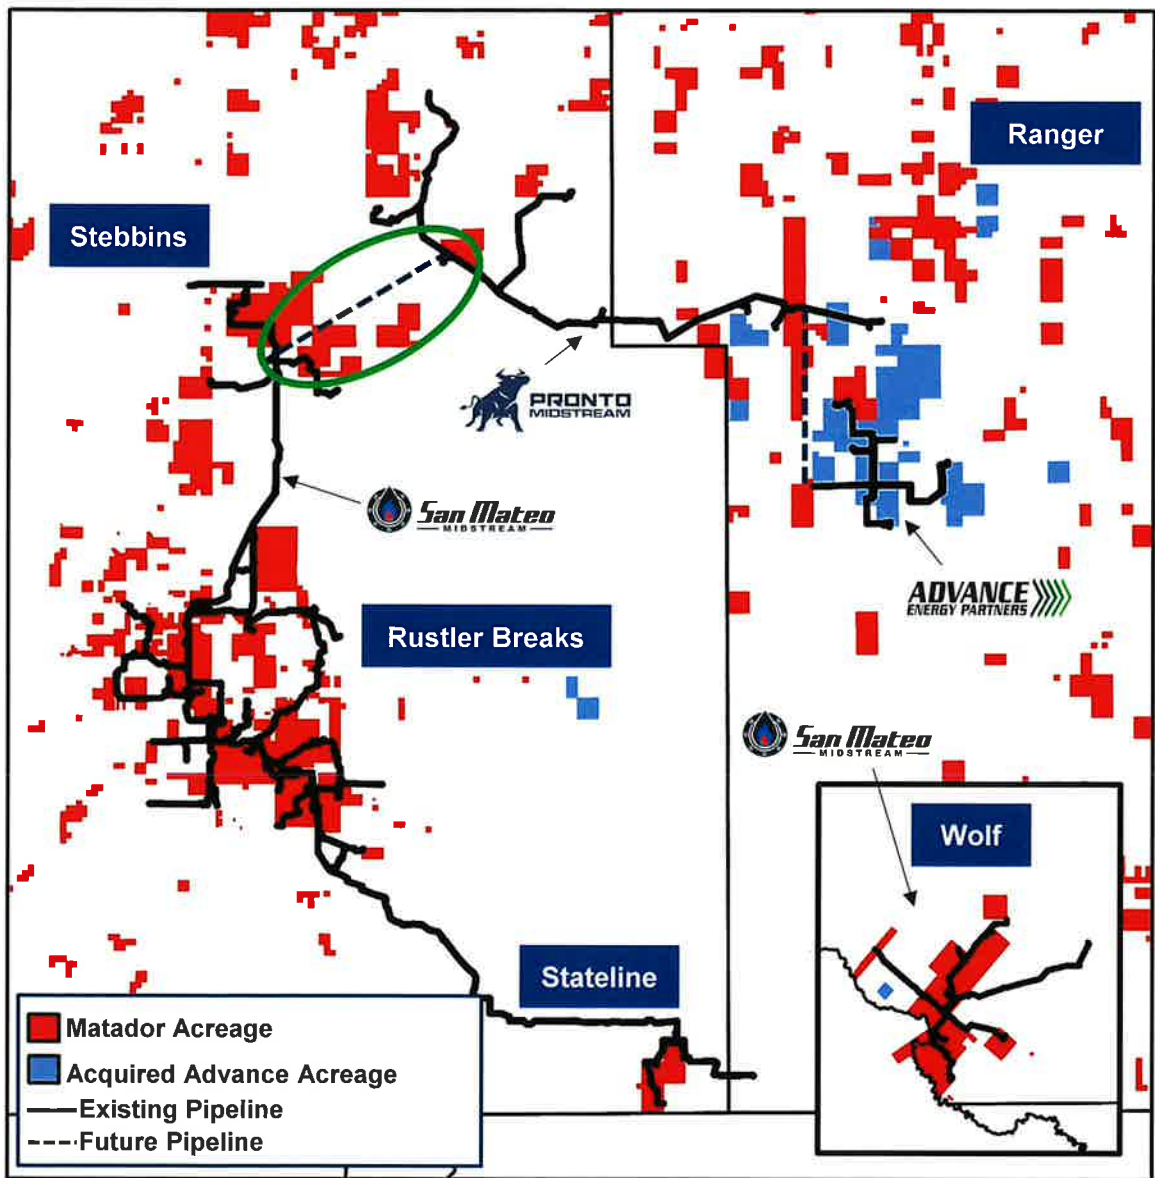 Ranger
Stebbins
PRONTO
MIDSTREAM
San Mateo
MIDSTREAM
ADVANCE
ENERGY PARTNERS
Rustler Breaks
San Mateo
MIDSTREAM
Wolf
Stateline
Matador Acreage
Acquired Advance Acreage
Existing Pipeline
Future Pipeline